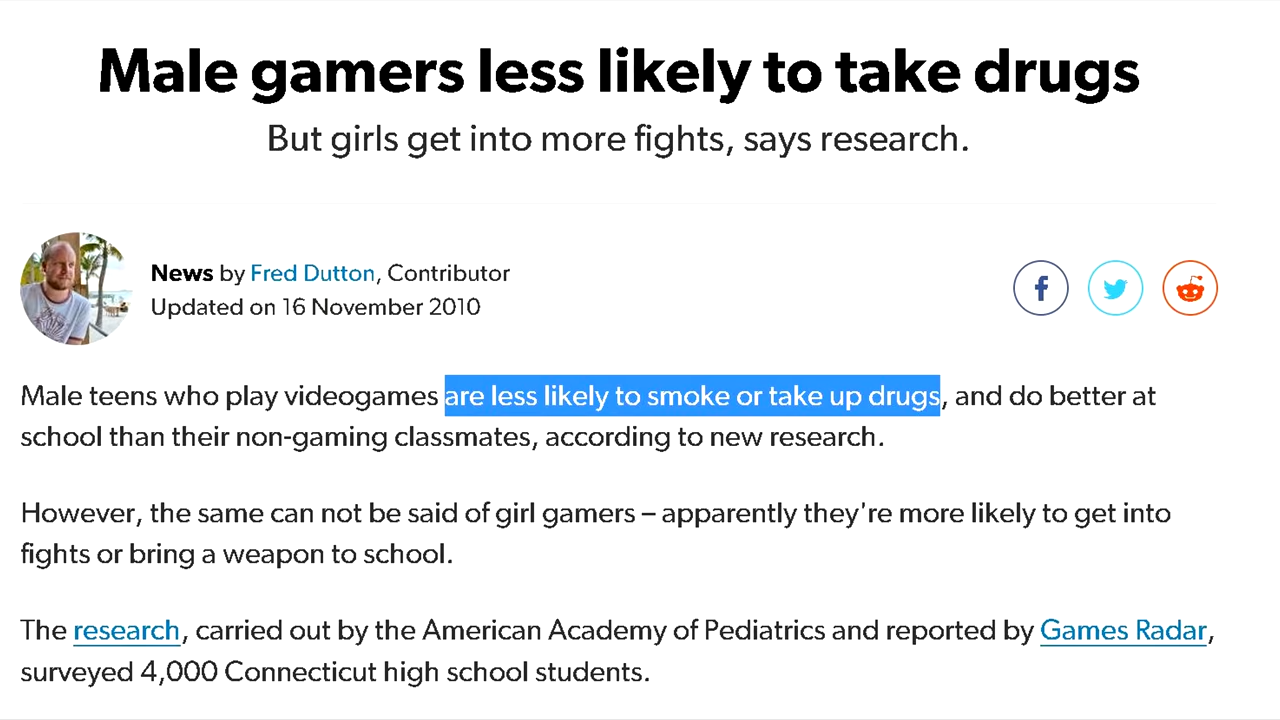 Male gamers less likely to take drugs
But girls get into more fights, says research.
News by Fred Dutton, Contributor
Updated on 16 November 2010
Male teens who play videogames are less likely to smoke or take up drugs, and do better at
school than their non-gaming classmates, according to new research.
However, the same can not be said of girl gamers – apparently they're more likely to get into
fights or bring a weapon to school.
The research, carried out by the American Academy of Pediatrics and reported by Games Radar,
surveyed 4,000 Connecticut high school students.